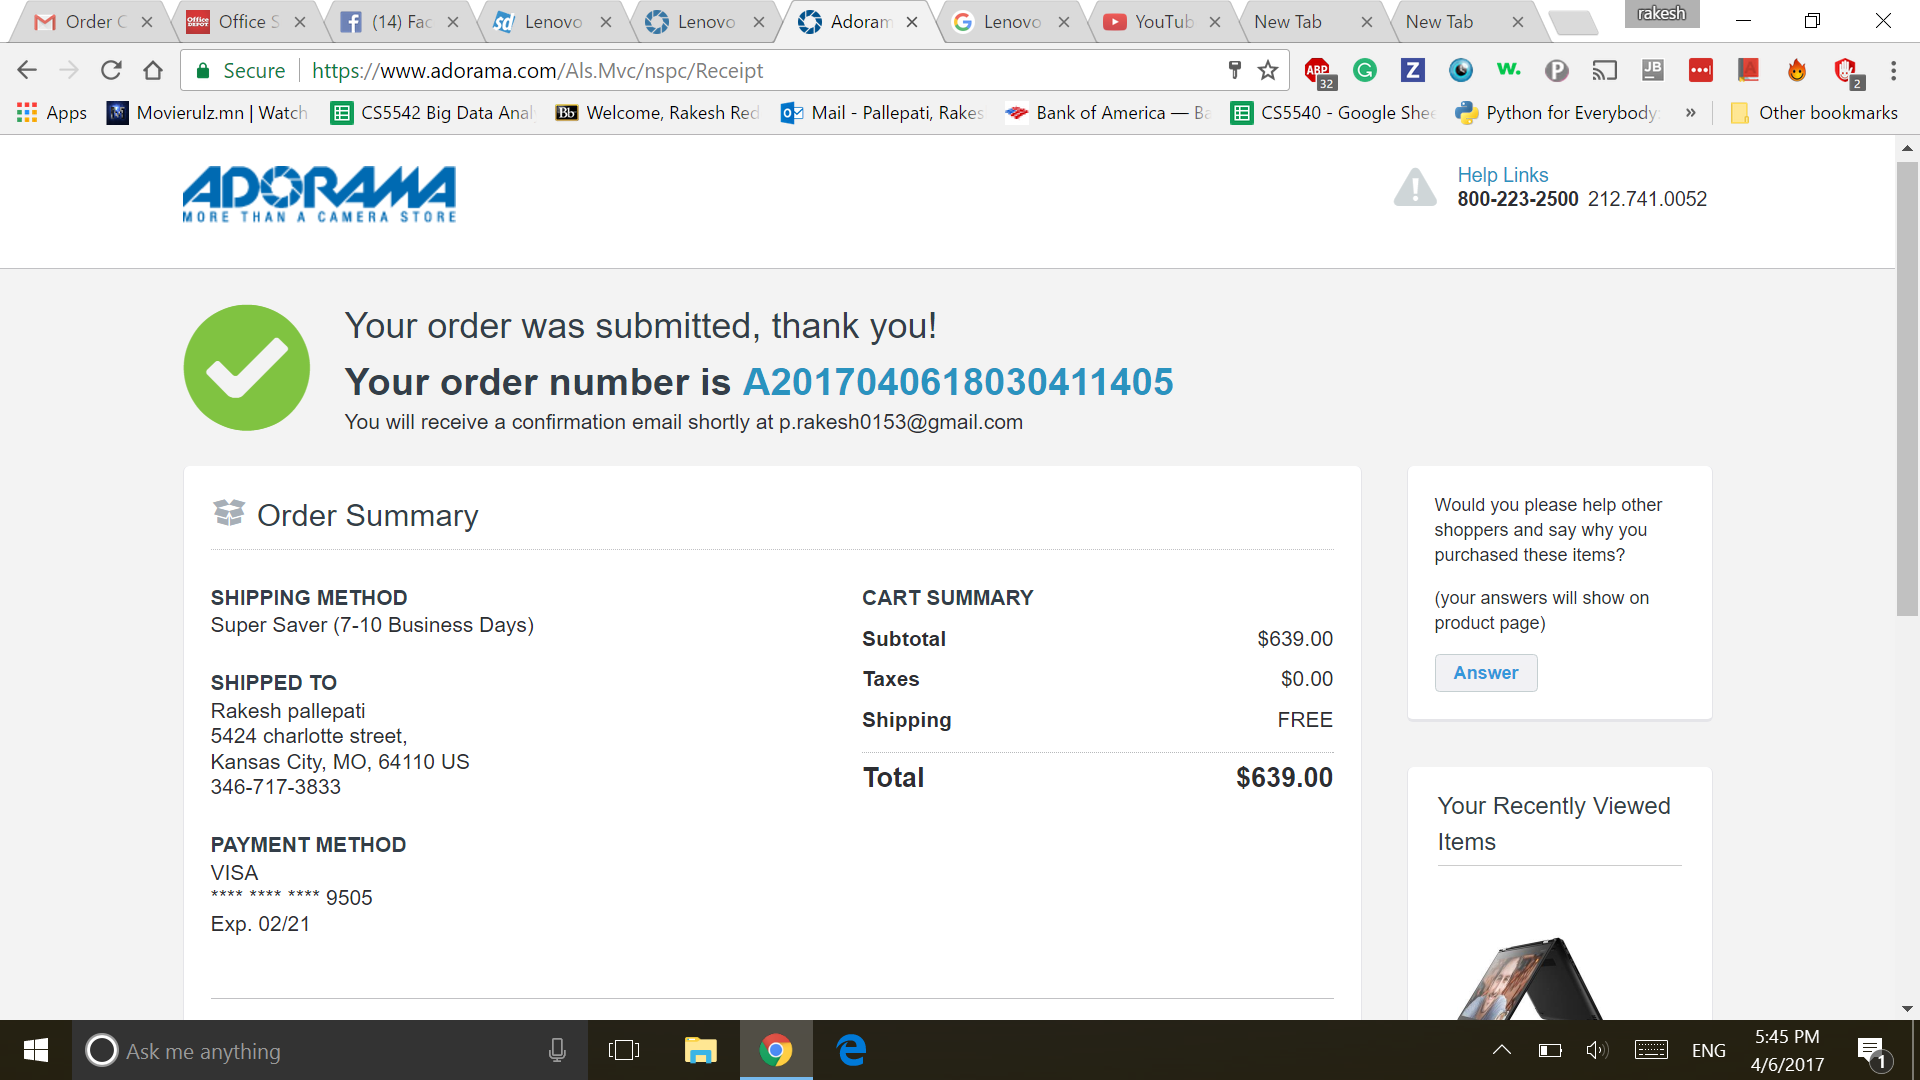 Order C
Office S
(14) Fac
Lenovo
Lenovo
Adoram
Lenovo
YouTub
New Tab
New Tab
rakesh
Secure
https://www.adorama.com/Als.Mvc/nspc/Receipt
Apps
Movierulz.mn | Watch
CS5542 Big Data Anal
Welcome, Rakesh Red
Mail - Pallepati, Rakes
Bank of America — Ba
CS5540 - Google Shee
Python for Everybody:
»
Other bookmarks
ADORAMA
MORE THAN A CAMERA STORE
Help Links
800-223-2500 212.741.0052
Your order was submitted, thank you!
Your order number is A2017040618030411405
You will receive a confirmation email shortly at p.rakesh0153@gmail.com
Order Summary
SHIPPING METHOD
Super Saver (7-10 Business Days)
SHIPPED TO
Rakesh pallepati
5424 charlotte street,
Kansas City, MO, 64110 US
346-717-3833
PAYMENT METHOD
VISA
**** **** **** 9505
Exp. 02/21
CART SUMMARY
Subtotal $639.00
Taxes $0.00
Shipping FREE
Total $639.00
Would you please help other
shoppers and say why you
purchased these items?
(your answers will show on
product page)
Answer
Your Recently Viewed
Items
Ask me anything
ENG
5:45 PM
4/6/2017
1